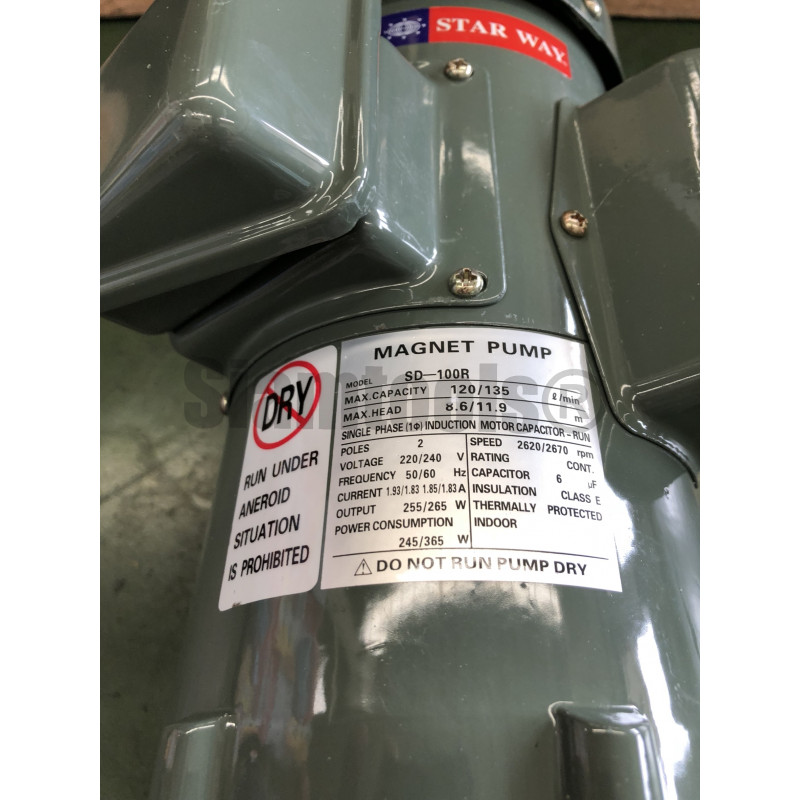 STAR WAY
MAGNET PUMP
MODEL SD-100R
MAX.CAPACITY 120/135 ℓ/min
MAX.HEAD 8.6/11.9 m
SINGLE PHASE (1Φ) INDUCTION MOTOR CAPACITOR-RUN
POLES 2
VOLTAGE 220/240 V
FREQUENCY 50/60 Hz
CURRENT 1.93/1.83 1.85/1.83 A
OUTPUT 255/265 W
POWER CONSUMPTION
245/365 W
SPEED 2620/2670 rpm
RATING CONT.
CAPACITOR 6 μF
INSULATION CLASS E
THERMALLY PROTECTED
INDOOR
⚠ DO NOT RUN PUMP DRY
DRY
RUN UNDER
ANEROID
SITUATION
IS PROHIBITED